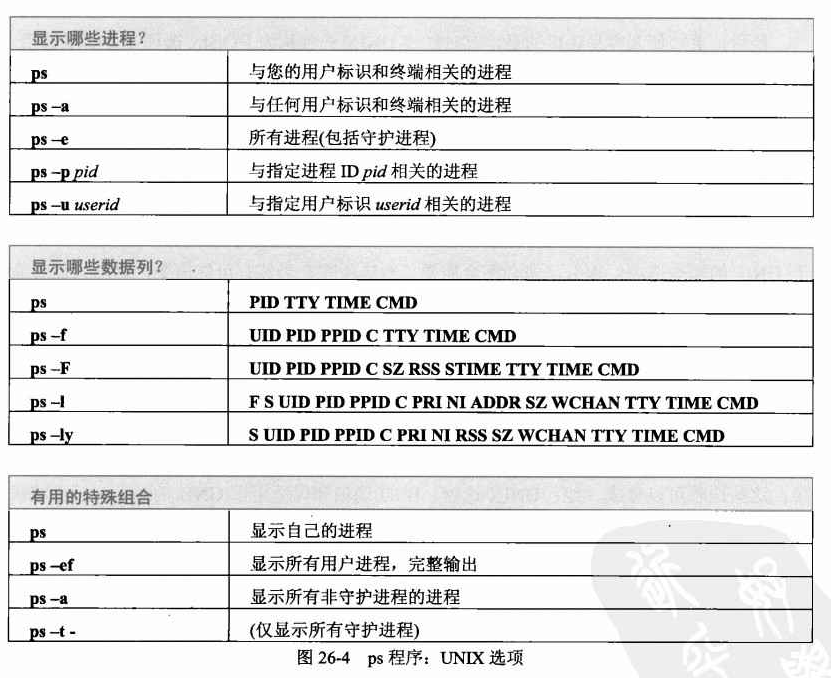 显示哪些进程?
ps 与您的用户标识和终端相关的进程
ps –a 与任何用户标识和终端相关的进程
ps –e 所有进程(包括守护进程)
ps –p pid 与指定进程 ID pid 相关的进程
ps –u userid 与指定用户标识 userid 相关的进程
显示哪些数据列?
ps PID TTY TIME CMD
ps –f UID PID PPID C TTY TIME CMD
ps –F UID PID PPID C SZ RSS STIME TTY TIME CMD
ps –l F S UID PID PPID C PRI NI ADDR SZ WCHAN TTY TIME CMD
ps –ly S UID PID PPID C PRI NI RSS SZ WCHAN TTY TIME CMD
有用的特殊组合
ps 显示自己的进程
ps –ef 显示所有用户进程，完整输出
ps –a 显示所有非守护进程的进程
ps –t - (仅显示所有守护进程)
图 26-4 ps 程序：UNIX 选项